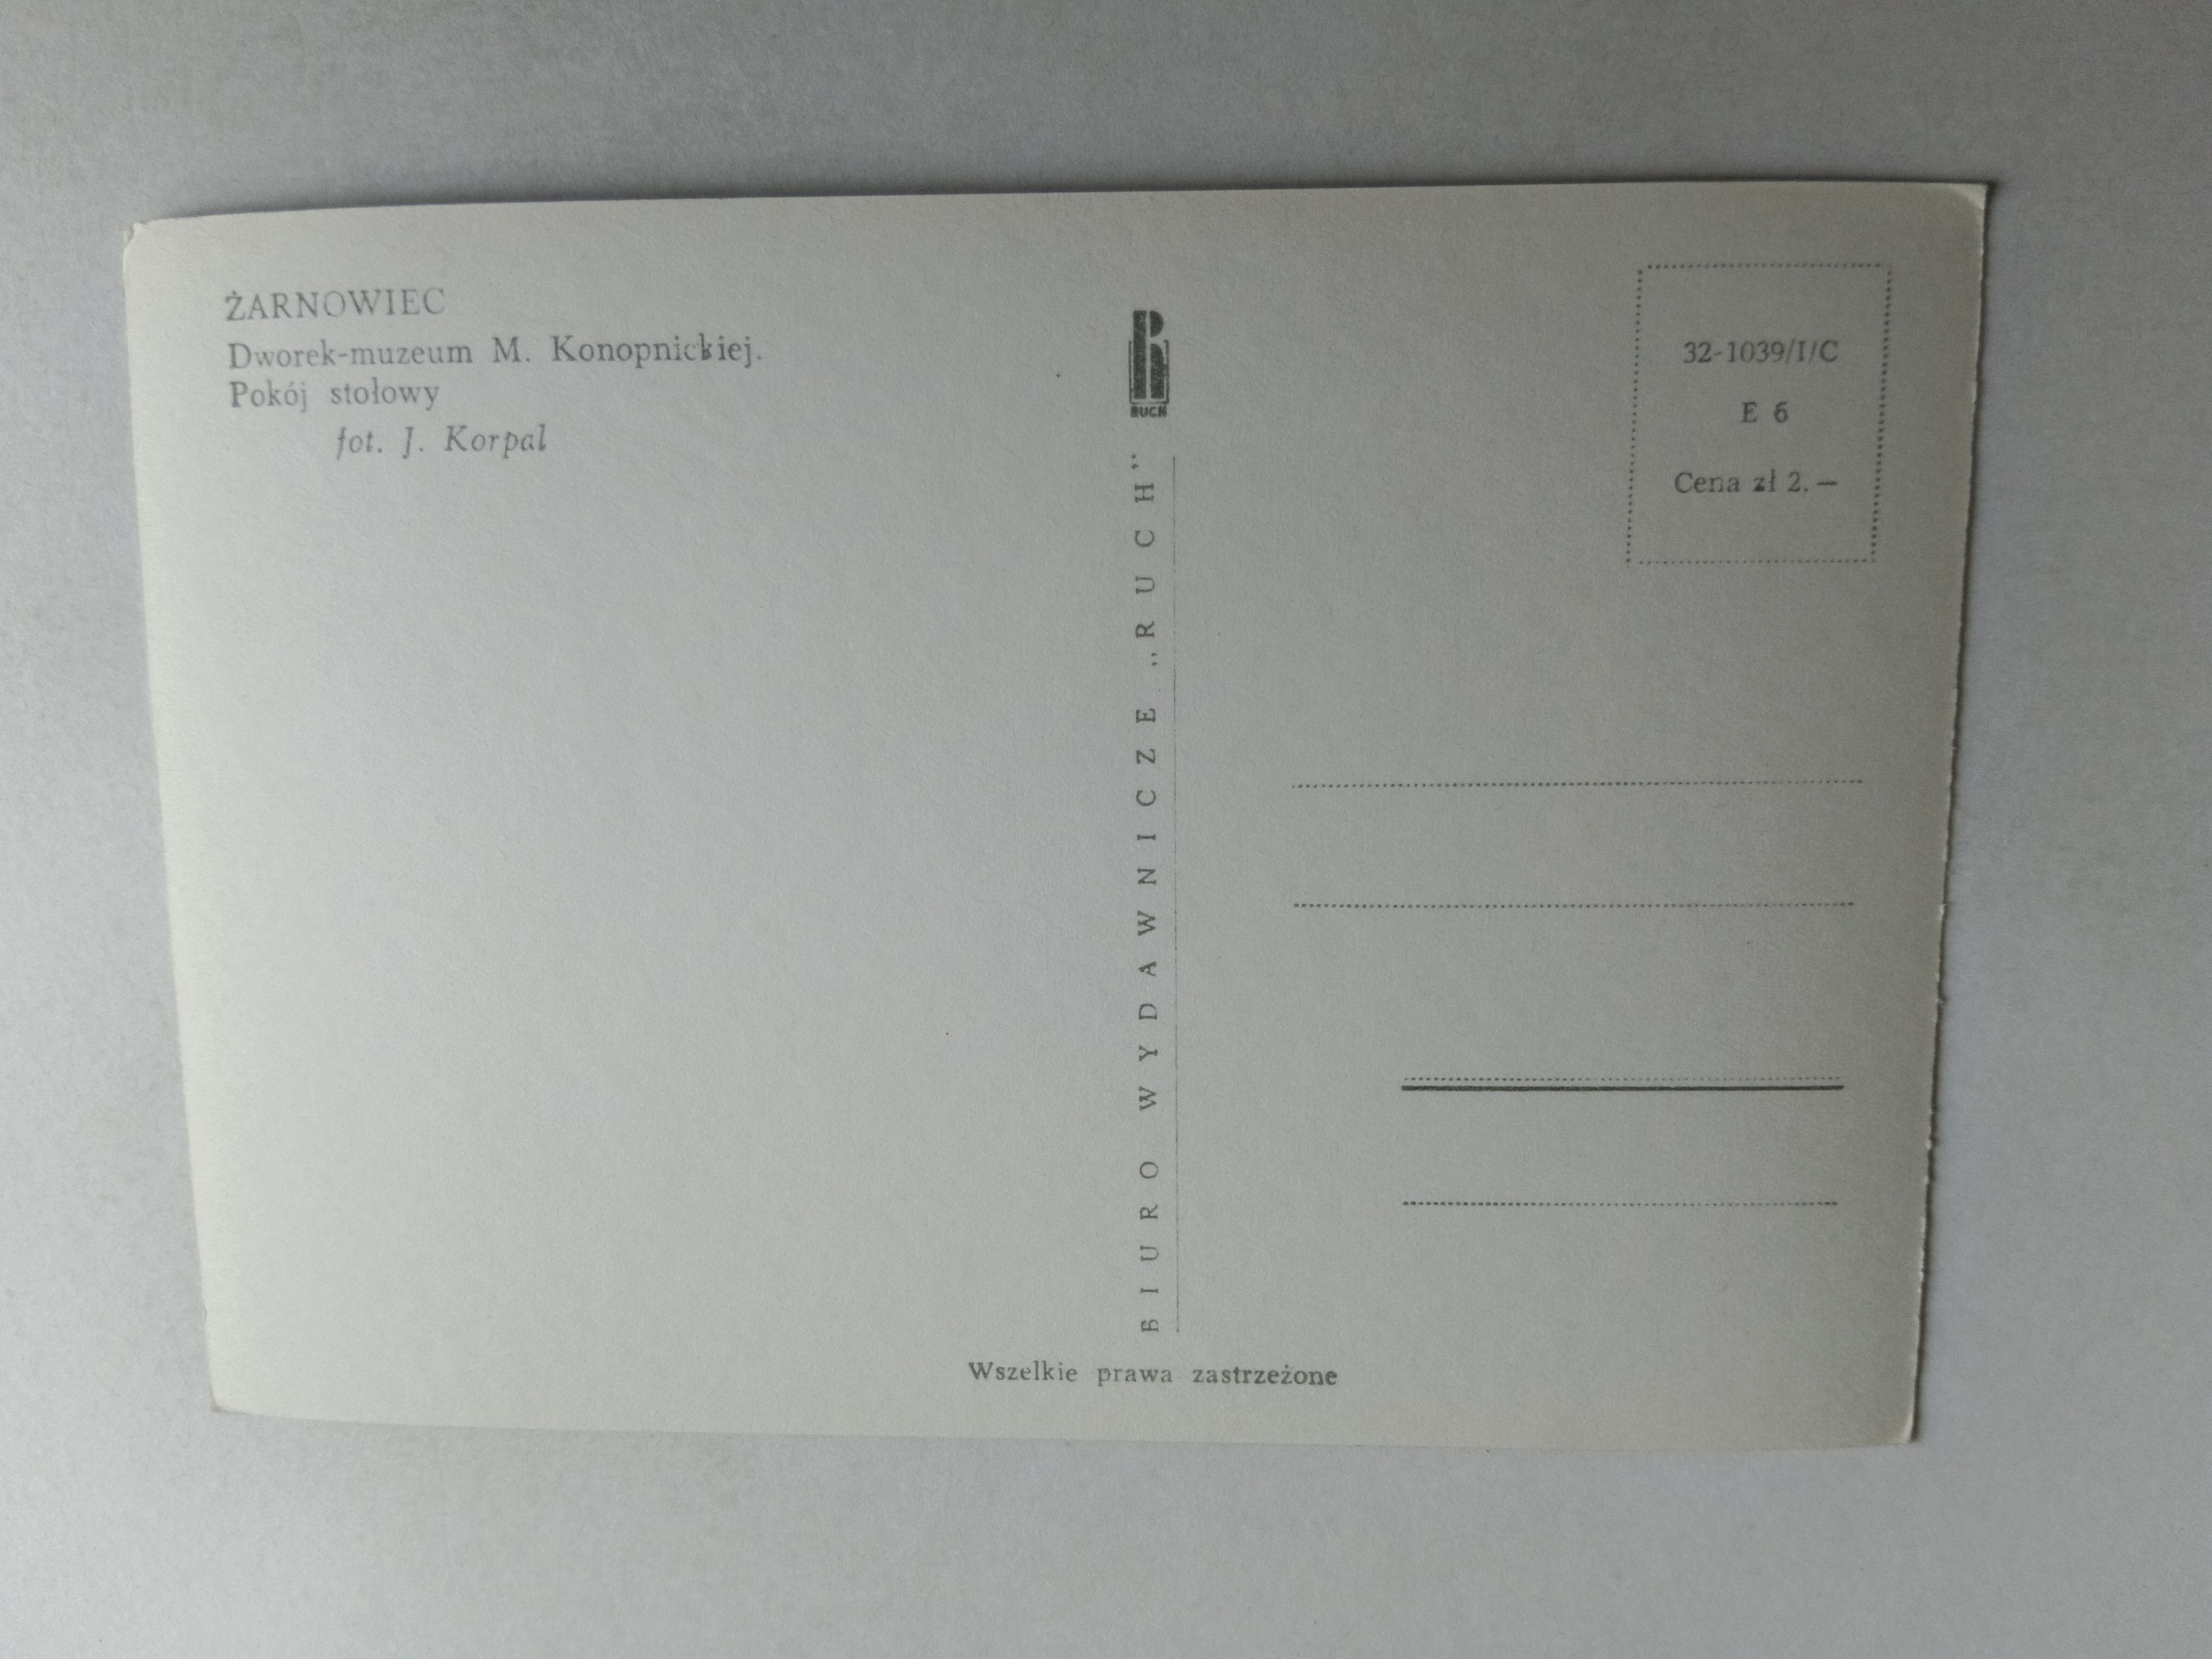 ŻARNOWIEC
Dworek-muzeum M. Konopnickiej.
Pokój stołowy
fot. J. Korpal
RUCH
BIURO WYDAWNICZE „RUCH”
32-1039/I/C
E 6
Cena zł 2.—
Wszelkie prawa zastrzeżone